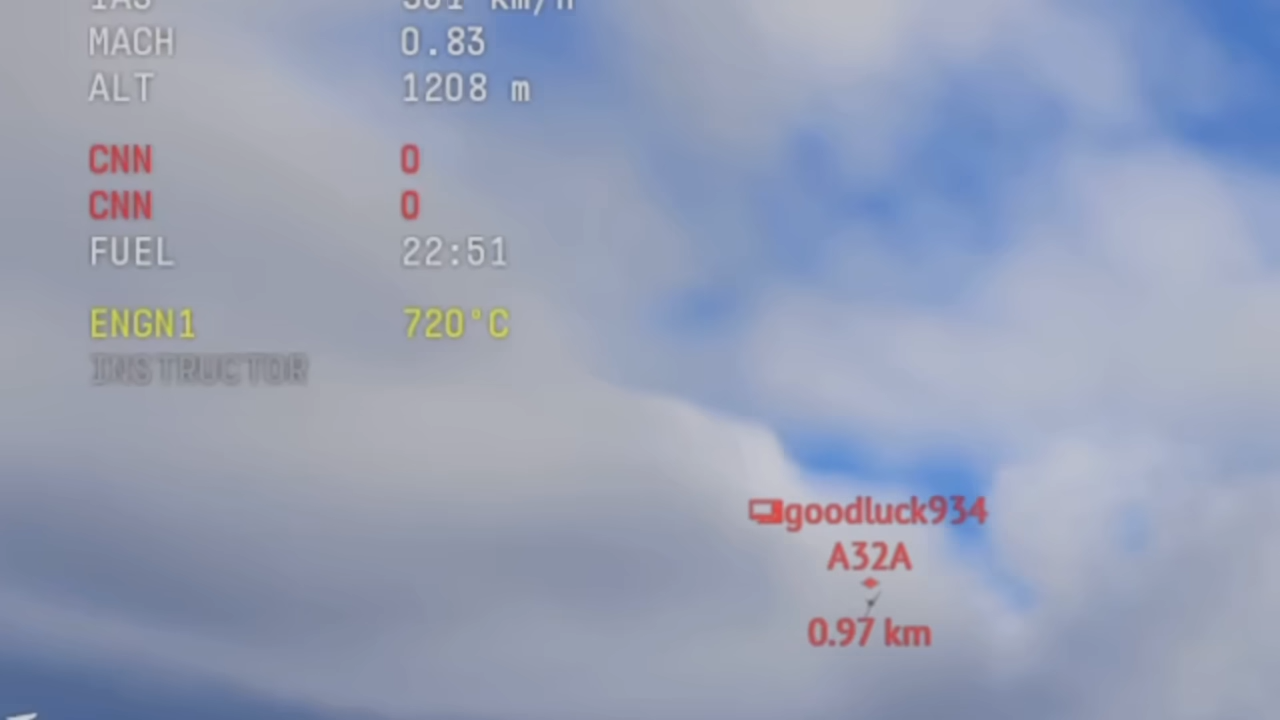 MACH 0.83
ALT 1208 m
CNN 0
CNN 0
FUEL 22:51
ENGN1 720°C
INSTRUCTOR
goodluck934
A32A
0.97 km